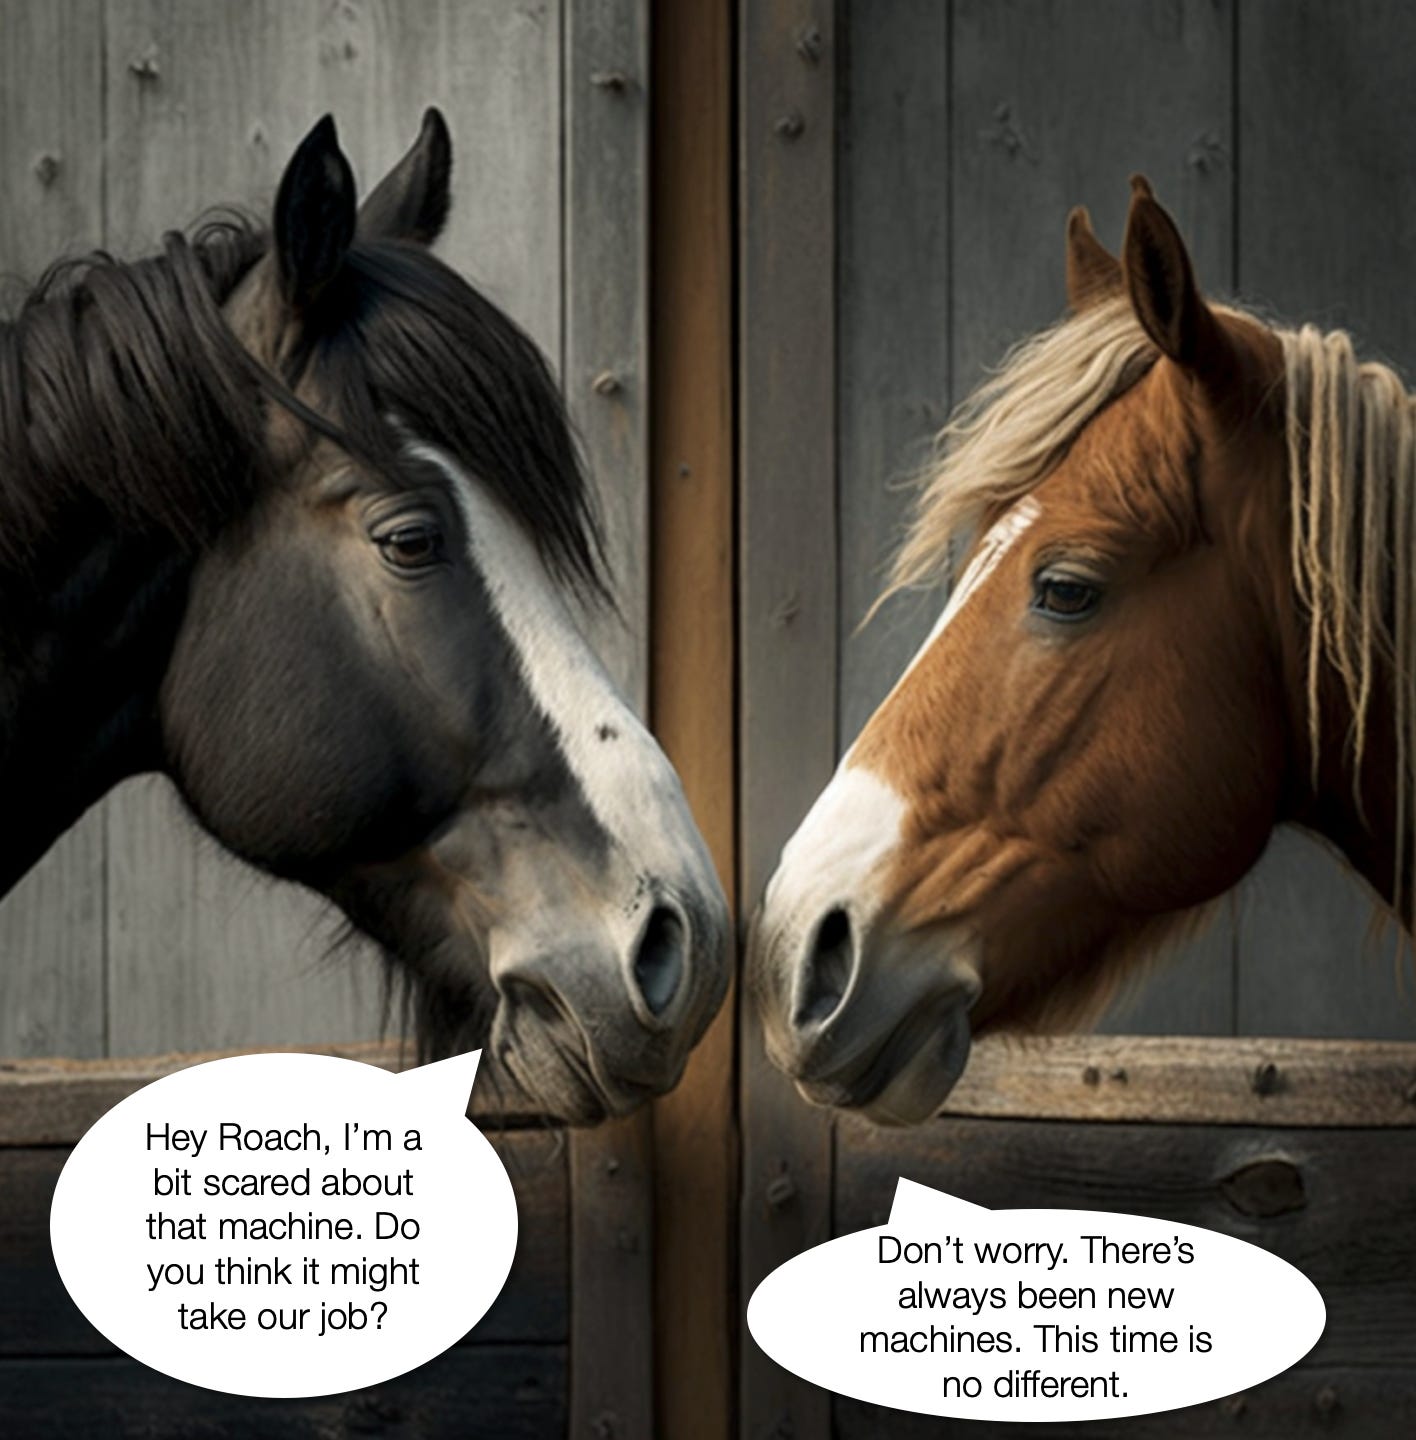 Hey Roach, I’m a
bit scared about
that machine. Do
you think it might
take our job?
Don’t worry. There’s
always been new
machines. This time is
no different.